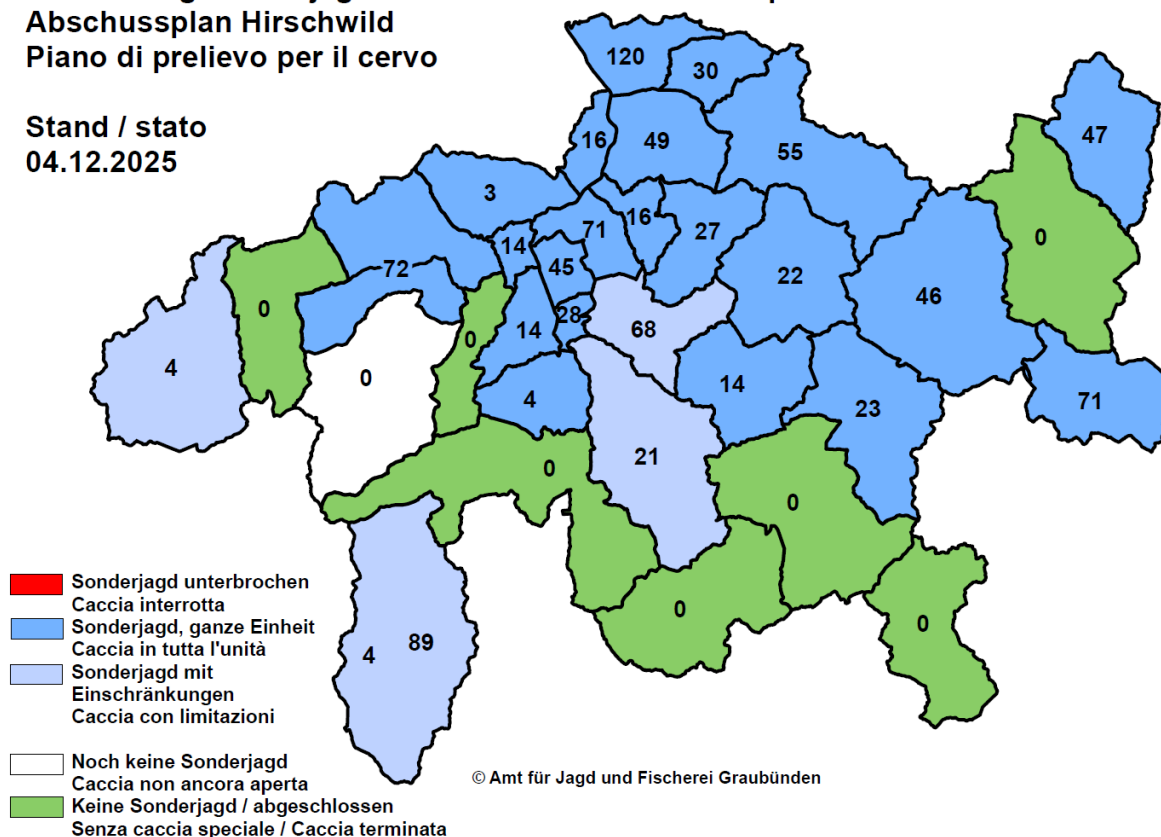 Abschussplan Hirschwild
Piano di prelievo per il cervo
Stand / stato
04.12.2025
120
30
47
16
49
55
3
16
71
27
0
14
45
72
22
46
0
28
14
68
0
4
0
14
71
4
23
21
0
0
0
0
4
89
Sonderjagd unterbrochen
Caccia interrotta
Sonderjagd, ganze Einheit
Caccia in tutta l'unità
Sonderjagd mit
Einschränkungen
Caccia con limitazioni
Noch keine Sonderjagd
Caccia non ancora aperta
Keine Sonderjagd / abgeschlossen
Senza caccia speciale / Caccia terminata
© Amt für Jagd und Fischerei Graubünden